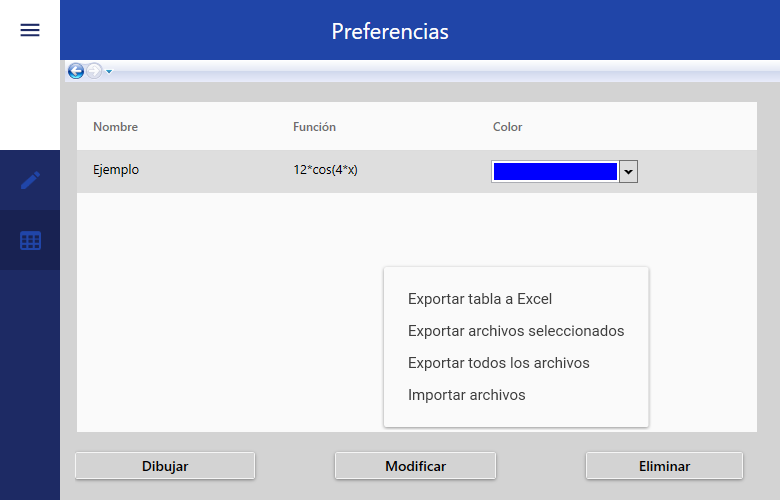 Preferencias
Nombre Función Color
Ejemplo 12*cos(4*x)
Exportar tabla a Excel
Exportar archivos seleccionados
Exportar todos los archivos
Importar archivos
Dibujar Modificar Eliminar